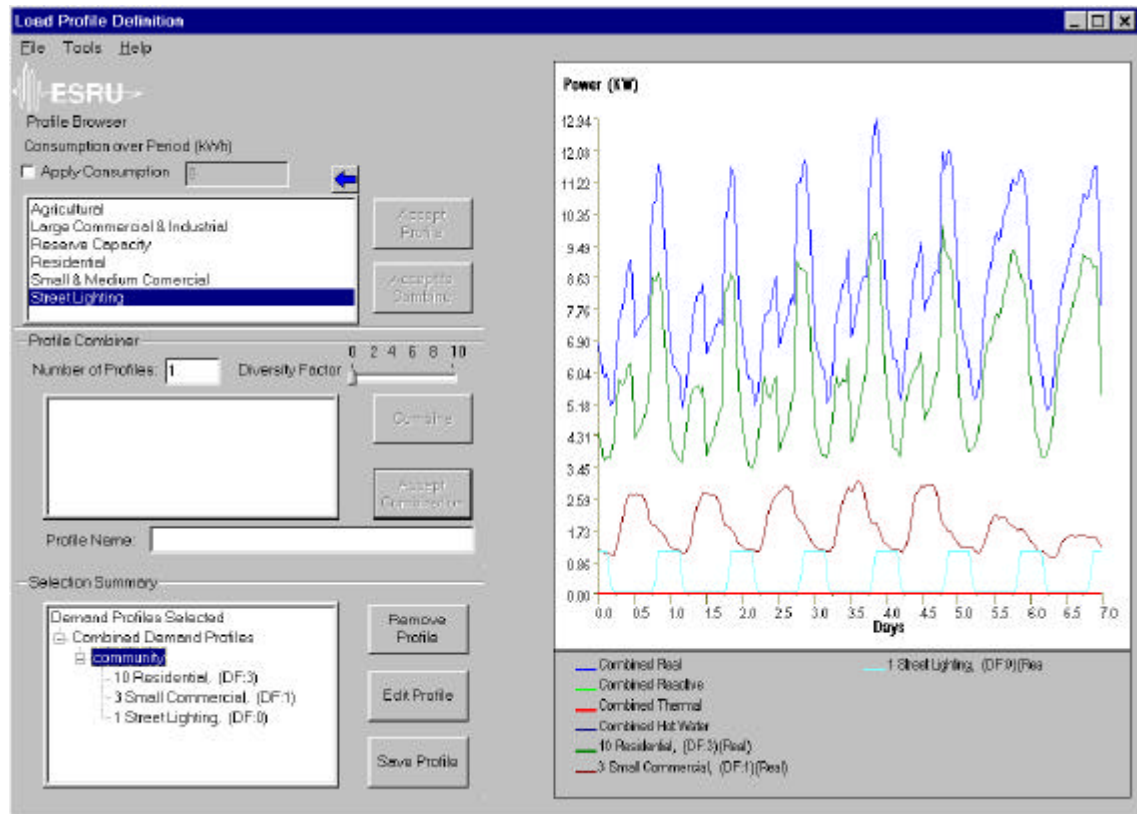 Load Profile Definition
File Tools Help
ESRU
Profile Browser
Consumption over Period (kWh)
Apply Consumption 0
Agricultural
Large Commercial & Industrial
Reserve Capacity
Residential
Small & Medium Comercial
Street Lighting
Accept Profile
Accept to Combine
Profile Combiner
Number of Profiles: 1 Diversity Factor 0 2 4 6 8 10
Combine
Accept Combination
Profile Name:
Selection Summary
Demand Profiles Selected
Combined Demand Profiles
community
10 Residential, (DF:3)
3 Small Commercial, (DF:1)
1 Street Lighting, (DF:0)
Remove Profile
Edit Profile
Save Profile
Power (KW)
12.94
12.08
11.22
10.35
9.49
8.63
7.76
6.90
6.04
5.18
4.31
3.45
2.59
1.73
0.86
0.00
0.0 0.5 1.0 1.5 2.0 2.5 3.0 3.5 4.0 4.5 5.0 5.5 6.0 6.5 7.0
Days
Combined Real
Combined Reactive
Combined Thermal
Combined Hot Water
10 Residential, (DF:3)(Real)
3 Small Commercial, (DF:1)(Real)
1 Street Lighting, (DF:0)(Rea